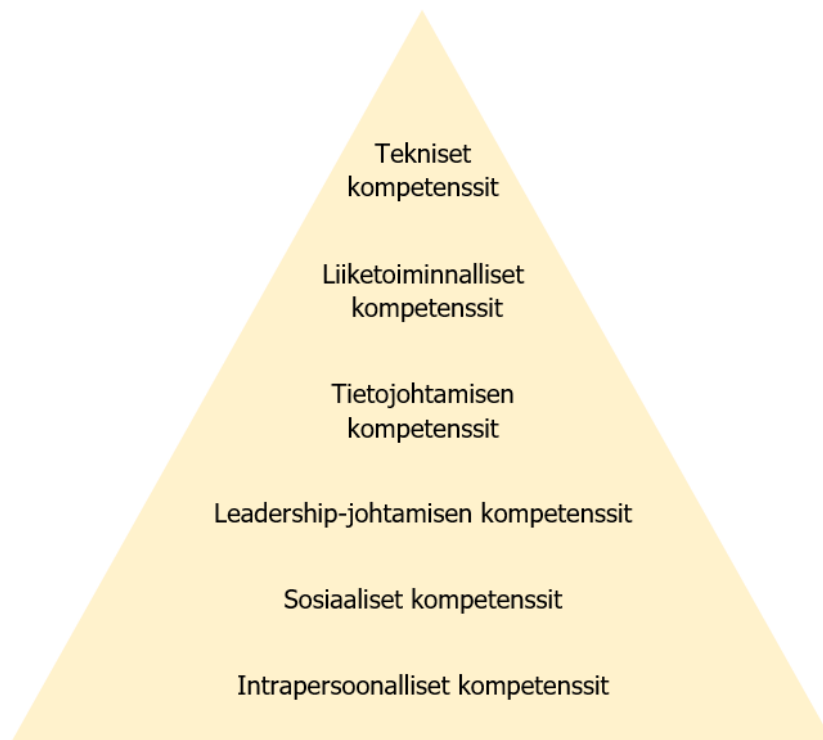 Tekniset
kompetenssit
Liiketoiminnalliset
kompetenssit
Tietojohtamisen
kompetenssit
Leadership-johtamisen kompetenssit
Sosiaaliset kompetenssit
Intrapersoonalliset kompetenssit